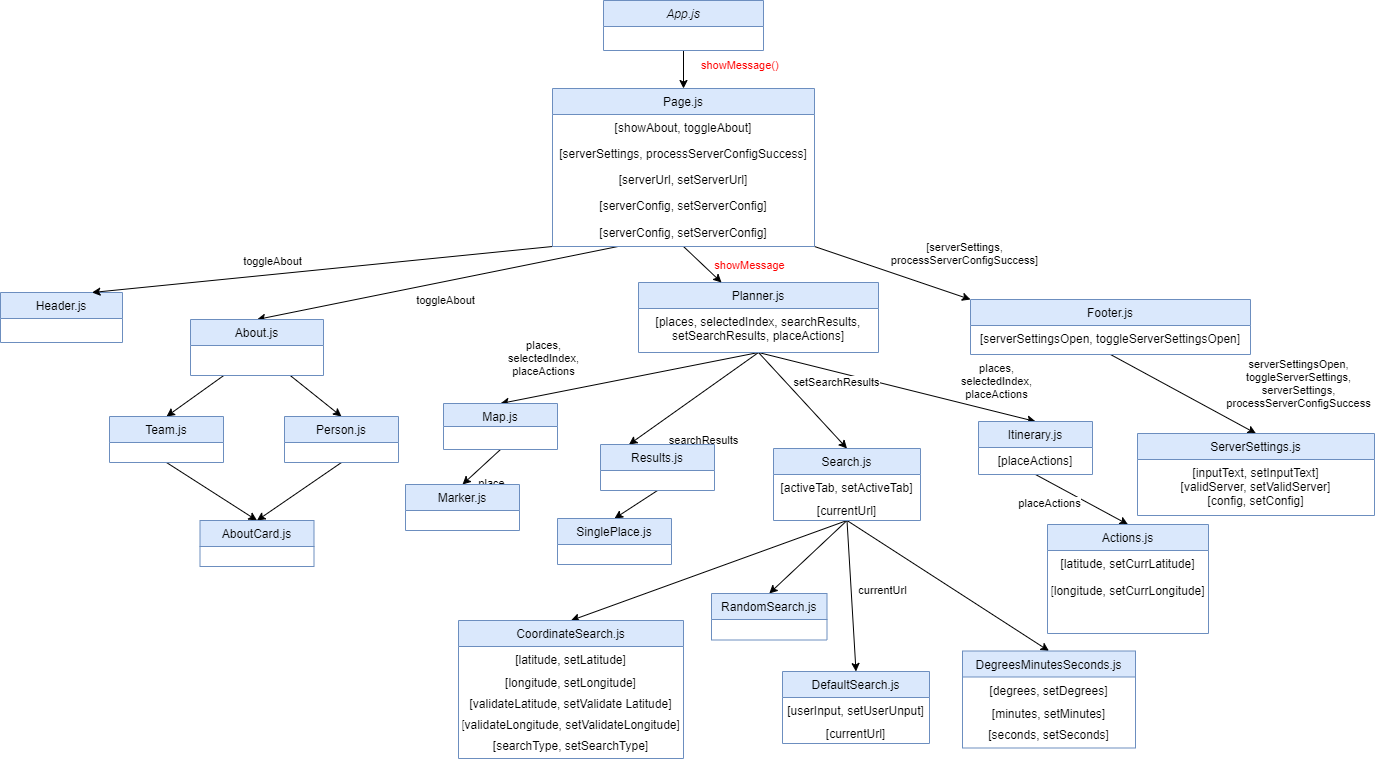 App.js
showMessage()
Page.js
[showAbout, toggleAbout]
[serverSettings, processServerConfigSuccess]
[serverUrl, setServerUrl]
[serverConfig, setServerConfig]
[serverConfig, setServerConfig]
toggleAbout
toggleAbout
showMessage
[serverSettings,
processServerConfigSuccess]
Header.js
About.js
Planner.js
[places, selectedIndex, searchResults,
setSearchResults, placeActions]
Footer.js
[serverSettingsOpen, toggleServerSettingsOpen]
places,
selectedIndex,
placeActions
setSearchResults
places,
selectedIndex,
placeActions
serverSettingsOpen,
toggleServerSettings,
serverSettings,
processServerConfigSuccess
Team.js
Person.js
Map.js
searchResults
Results.js
Search.js
[activeTab, setActiveTab]
[currentUrl]
Itinerary.js
[placeActions]
ServerSettings.js
[inputText, setInputText]
[validServer, setValidServer]
[config, setConfig]
place
Marker.js
placeActions
AboutCard.js
SinglePlace.js
Actions.js
[latitude, setCurrLatitude]
[longitude, setCurrLongitude]
currentUrl
RandomSearch.js
CoordinateSearch.js
[latitude, setLatitude]
[longitude, setLongitude]
[validateLatitude, setValidate Latitude]
[validateLongitude, setValidateLongitude]
[searchType, setSearchType]
DefaultSearch.js
[userInput, setUserUnput]
[currentUrl]
DegreesMinutesSeconds.js
[degrees, setDegrees]
[minutes, setMinutes]
[seconds, setSeconds]